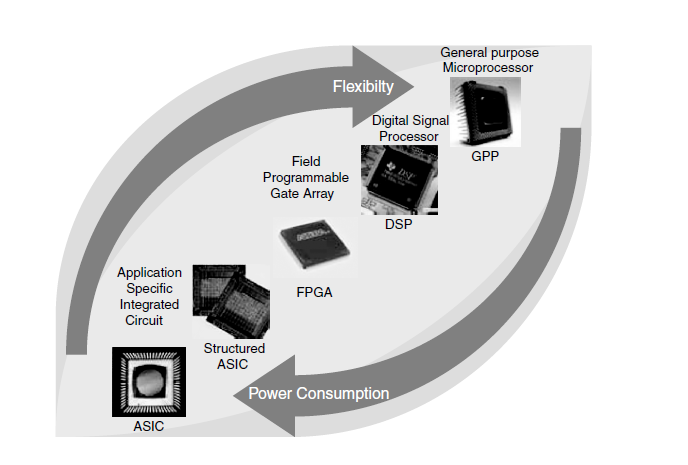 General purpose
Microprocessor
Flexibilty
GPP
Digital Signal
Processor
DSP
DSP
Field
Programmable
Gate Array
FPGA
Application
Specific
Integrated
Circuit
Structured
ASIC
Power Consumption
ASIC